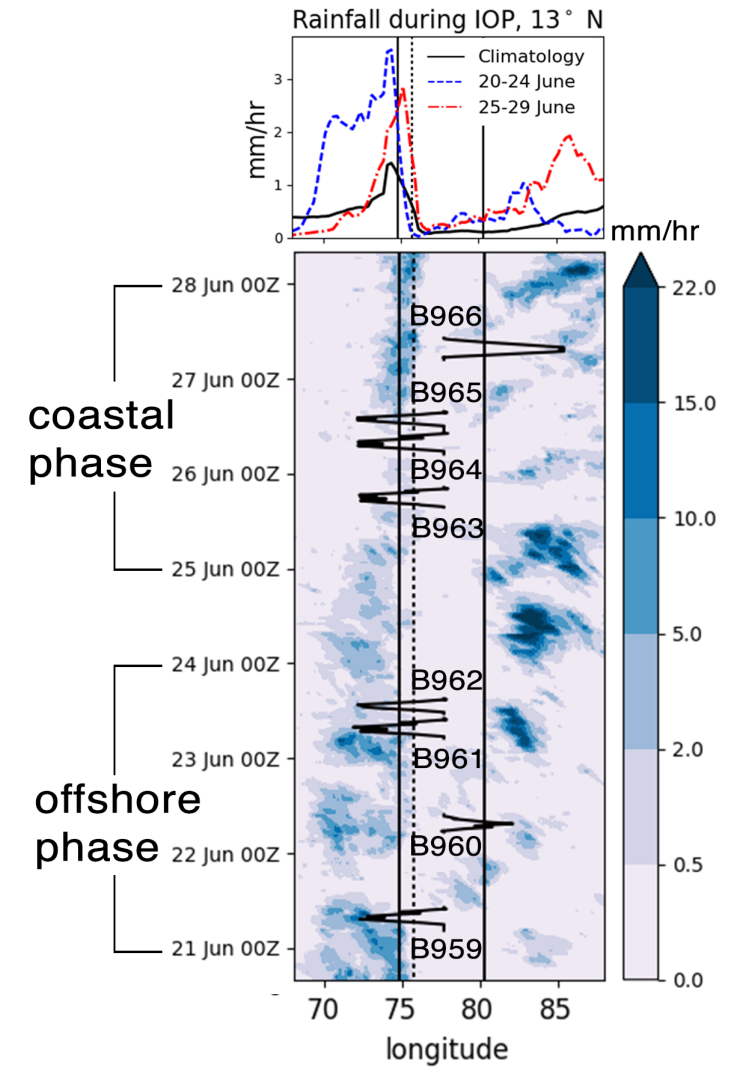 Rainfall during IOP, 13° N
mm/hr
3
2
1
0
Climatology
20-24 June
25-29 June
mm/hr
28 Jun 00Z
27 Jun 00Z
26 Jun 00Z
25 Jun 00Z
24 Jun 00Z
23 Jun 00Z
22 Jun 00Z
21 Jun 00Z
coastal
phase
offshore
phase
B966
B965
B964
B963
B962
B961
B960
B959
22.0
15.0
10.0
5.0
2.0
0.5
0.0
70 75 80 85
longitude